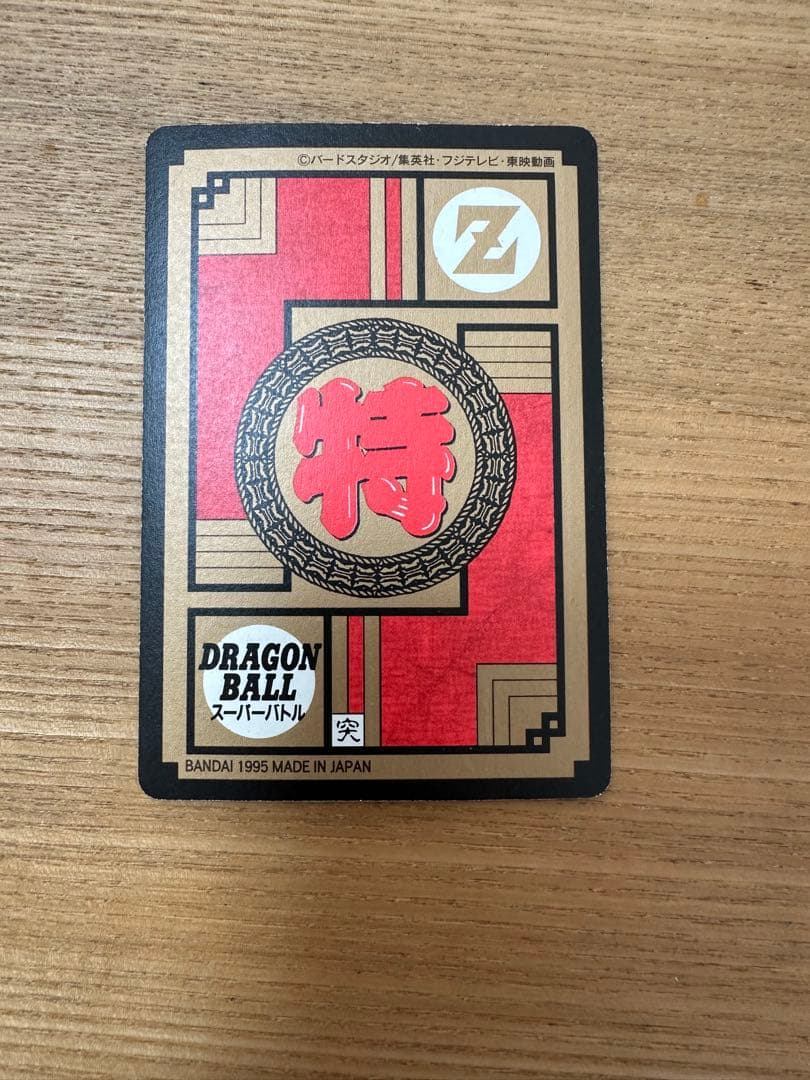 ©バードスタジオ/集英社・フジテレビ・東映動画
Z
特
DRAGON
BALL
スーパーバトル
突
BANDAI 1995 MADE IN JAPAN